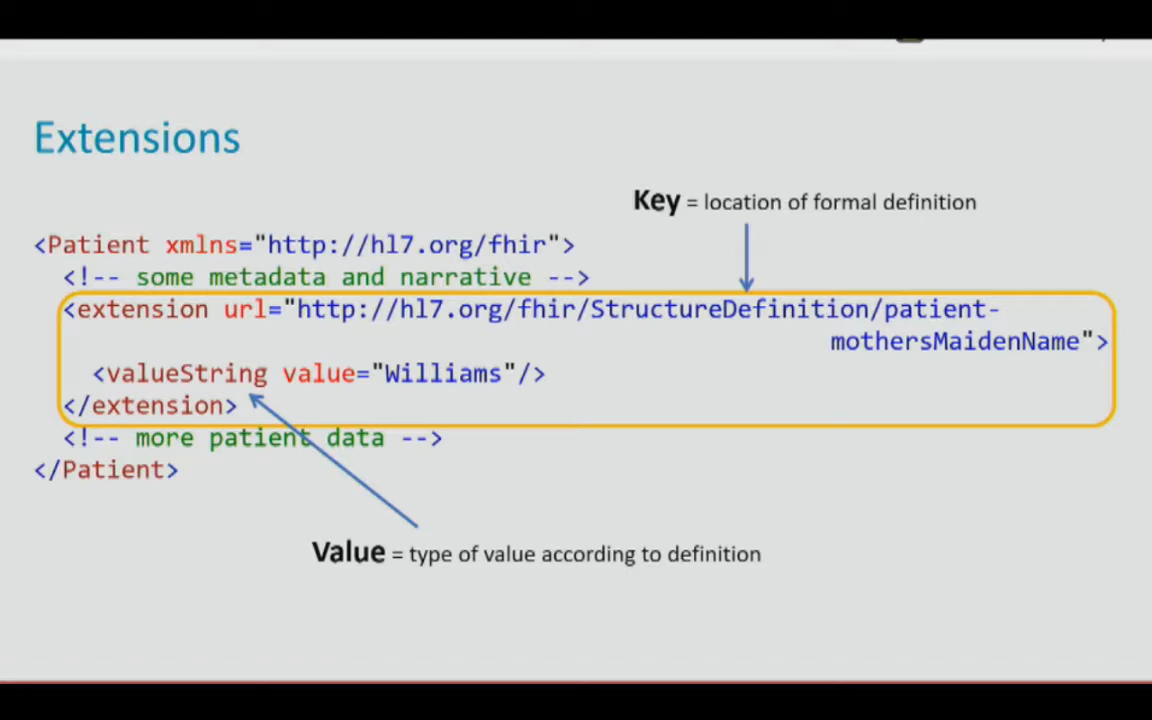 Extensions
Key = location of formal definition
<Patient xmlns="http://hl7.org/fhir">
<!-- some metadata and narrative -->
<extension url="http://hl7.org/fhir/StructureDefinition/patient-
mothersMaidenName">
<valueString value="Williams"/>
</extension>
<!-- more patient data -->
</Patient>
Value = type of value according to definition